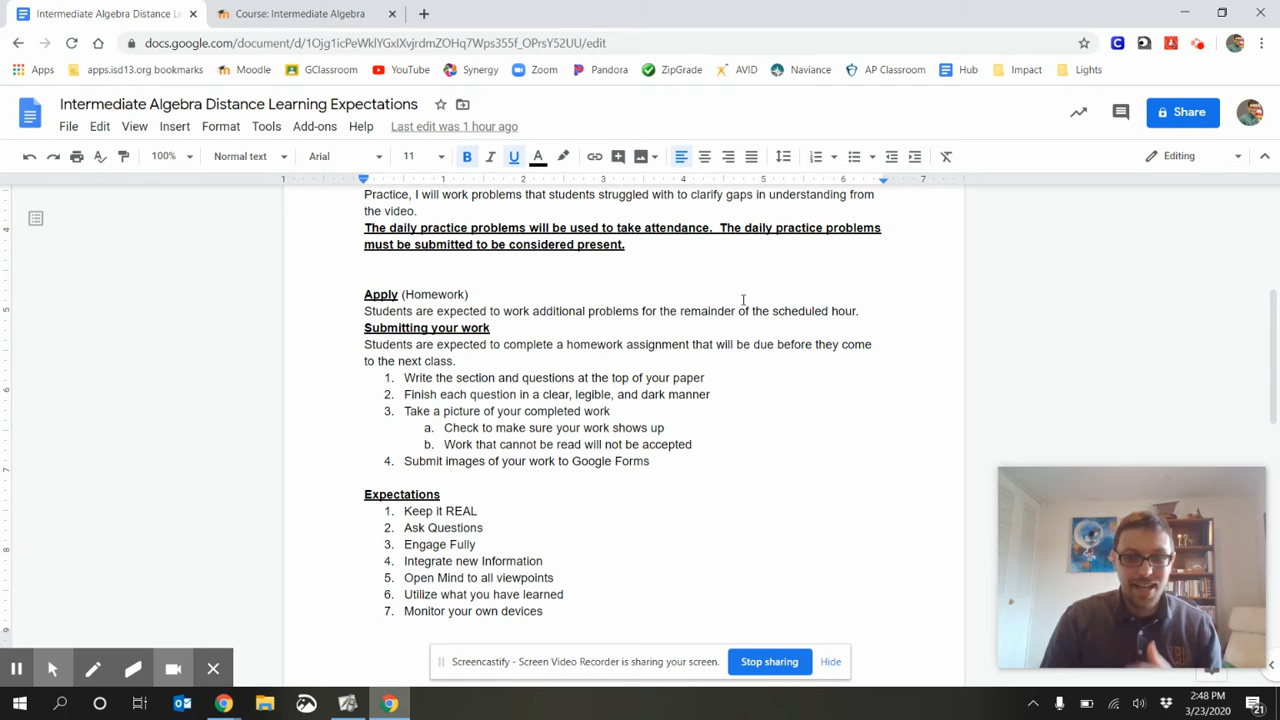 Intermediate Algebra Distance Le
Course: Intermediate Algebra
docs.google.com/document/d/1Ojg1icPeWklYGxIXvjrdmZOHq7Wps355f_OPrsY52UU/edit
Apps apps.isd13.org bookmarks Moodle GClassroom YouTube Synergy Zoom Pandora ZipGrade AVID Naviance AP Classroom Hub Impact Lights
Intermediate Algebra Distance Learning Expectations
Share
File Edit View Insert Format Tools Add-ons Help Last edit was 1 hour ago
100% Normal text Arial 11 B I U A Editing
1 1 2 3 4 5 6 7
Practice, I will work problems that students struggled with to clarify gaps in understanding from
the video.
The daily practice problems will be used to take attendance. The daily practice problems
must be submitted to be considered present.
Apply (Homework)
Students are expected to work additional problems for the remainder of the scheduled hour.
Submitting your work
Students are expected to complete a homework assignment that will be due before they come
to the next class.
1. Write the section and questions at the top of your paper
2. Finish each question in a clear, legible, and dark manner
3. Take a picture of your completed work
a. Check to make sure your work shows up
b. Work that cannot be read will not be accepted
4. Submit images of your work to Google Forms
Expectations
1. Keep it REAL
2. Ask Questions
3. Engage Fully
4. Integrate new Information
5. Open Mind to all viewpoints
6. Utilize what you have learned
7. Monitor your own devices
Screencastify - Screen Video Recorder is sharing your screen. Stop sharing Hide
2:48 PM
3/23/2020
21